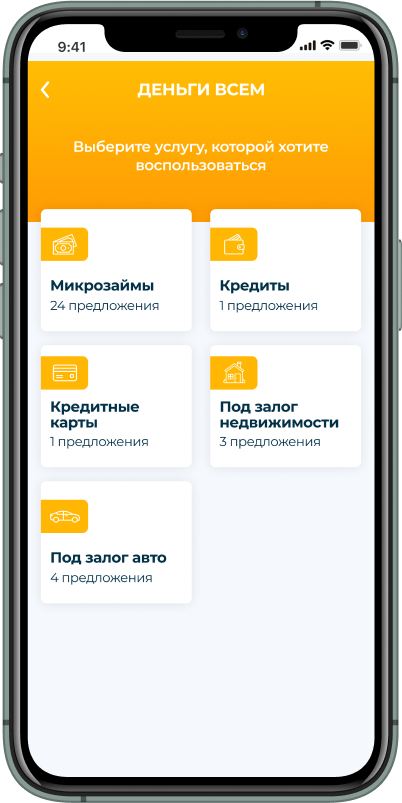 9:41
ДЕНЬГИ ВСЕМ
Выберите услугу, которой хотите
воспользоваться
Микрозаймы
24 предложения
Кредиты
1 предложения
Кредитные
карты
1 предложения
Под залог
недвижимости
3 предложения
Под залог авто
4 предложения